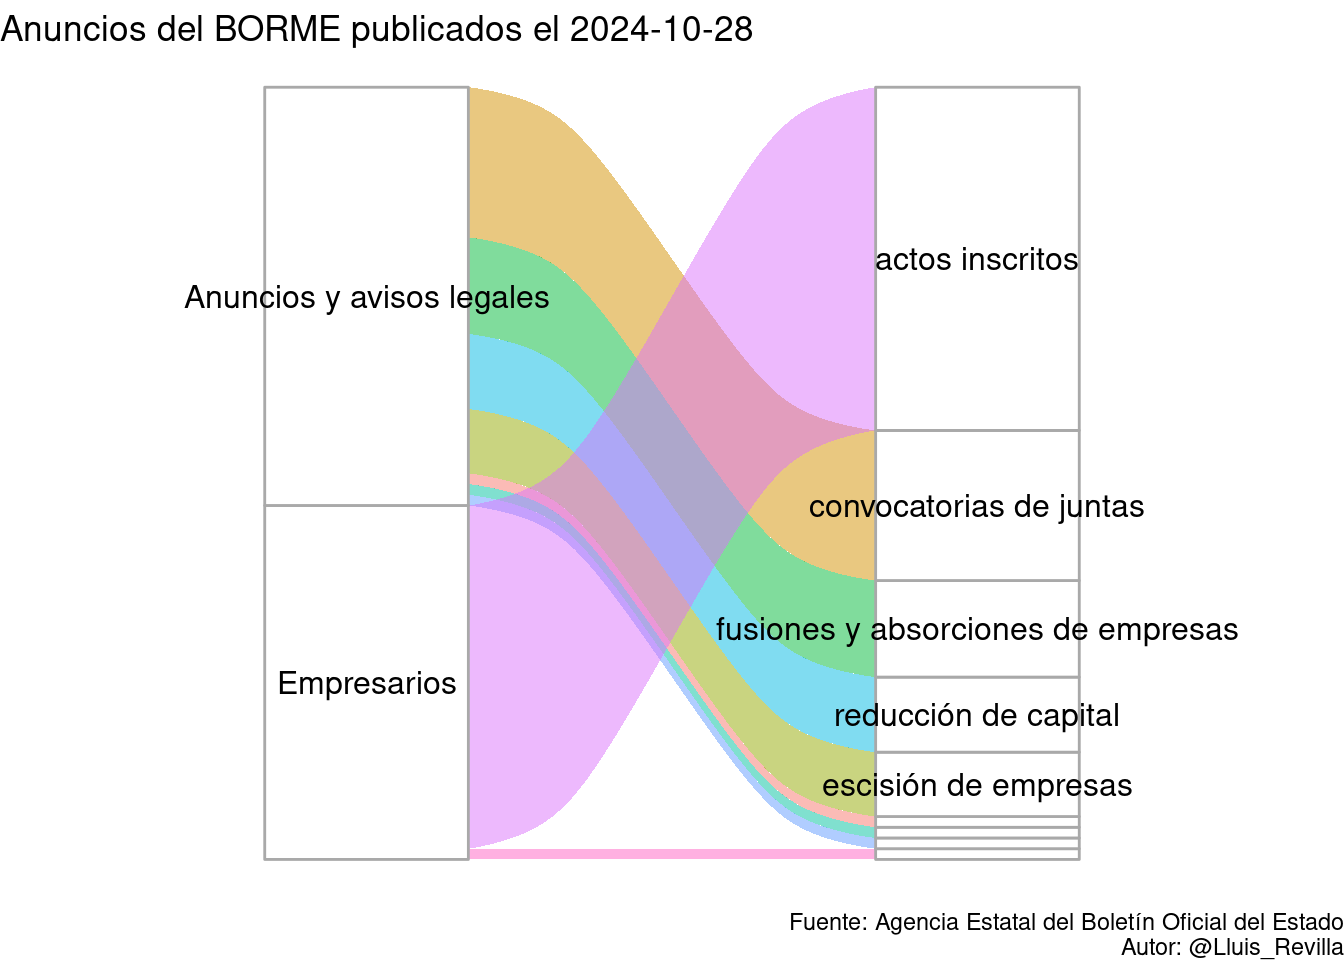 Anuncios del BORME publicados el 2024-10-28
Anuncios y avisos legales
Empresarios
actos inscritos
convocatorias de juntas
fusiones y absorciones de empresas
reducción de capital
escisión de empresas
Fuente: Agencia Estatal del Boletín Oficial del Estado
Autor: @Lluis_Revilla